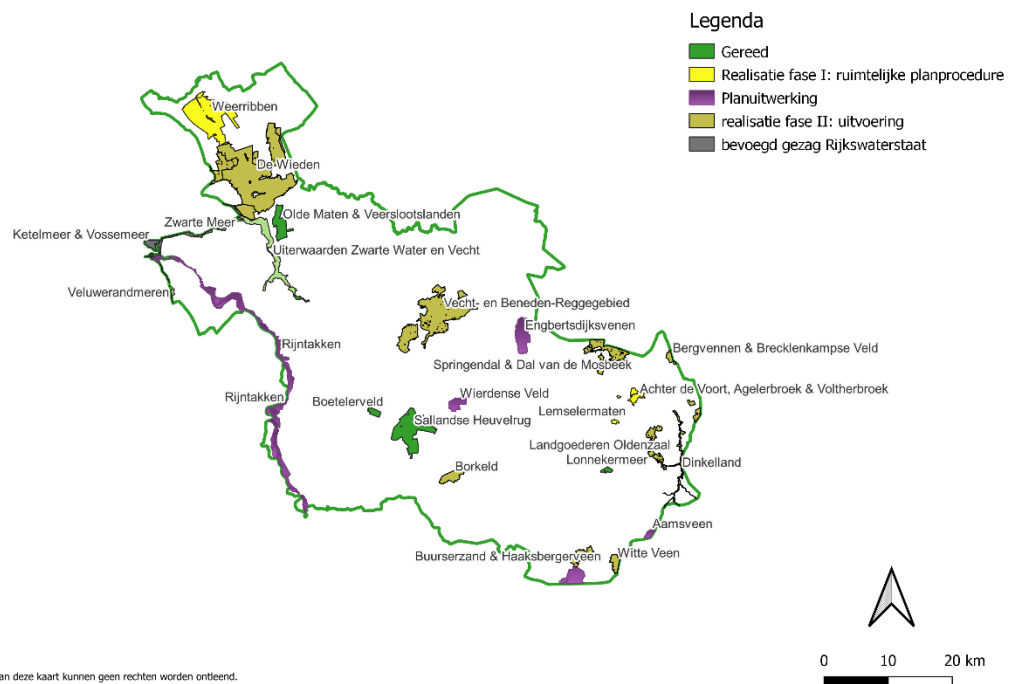 Legenda
Gereed
Realisatie fase I: ruimtelijke planprocedure
Planuitwerking
realisatie fase II: uitvoering
bevoegd gezag Rijkswaterstaat
Weerribben
De Wieden
Olde Maten & Veerslootslanden
Zwarte Meer
Ketelmeer & Vossemeer
Uiterwaarden Zwarte Water en Vecht
Veluwerandmeren
Vecht- en Beneden-Reggegebied
Engbertsdijksvenen
Rijntakken
Bergvennen & Brecklenkampse Veld
Springendal & Dal van de Mosbeek
Achter de Voort, Agelerbroek & Voltherbroek
Wierdense Veld
Rijntakken
Boetelerveld
Lemselermaten
Sallandse Heuvelrug
Landgoederen Oldenzaal
Lonnekermeer
Dinkelland
Borkeld
Aamsveen
Buurserzand & Haaksbergerveen
Witte Veen
0 10 20 km
an deze kaart kunnen geen rechten worden ontleend.